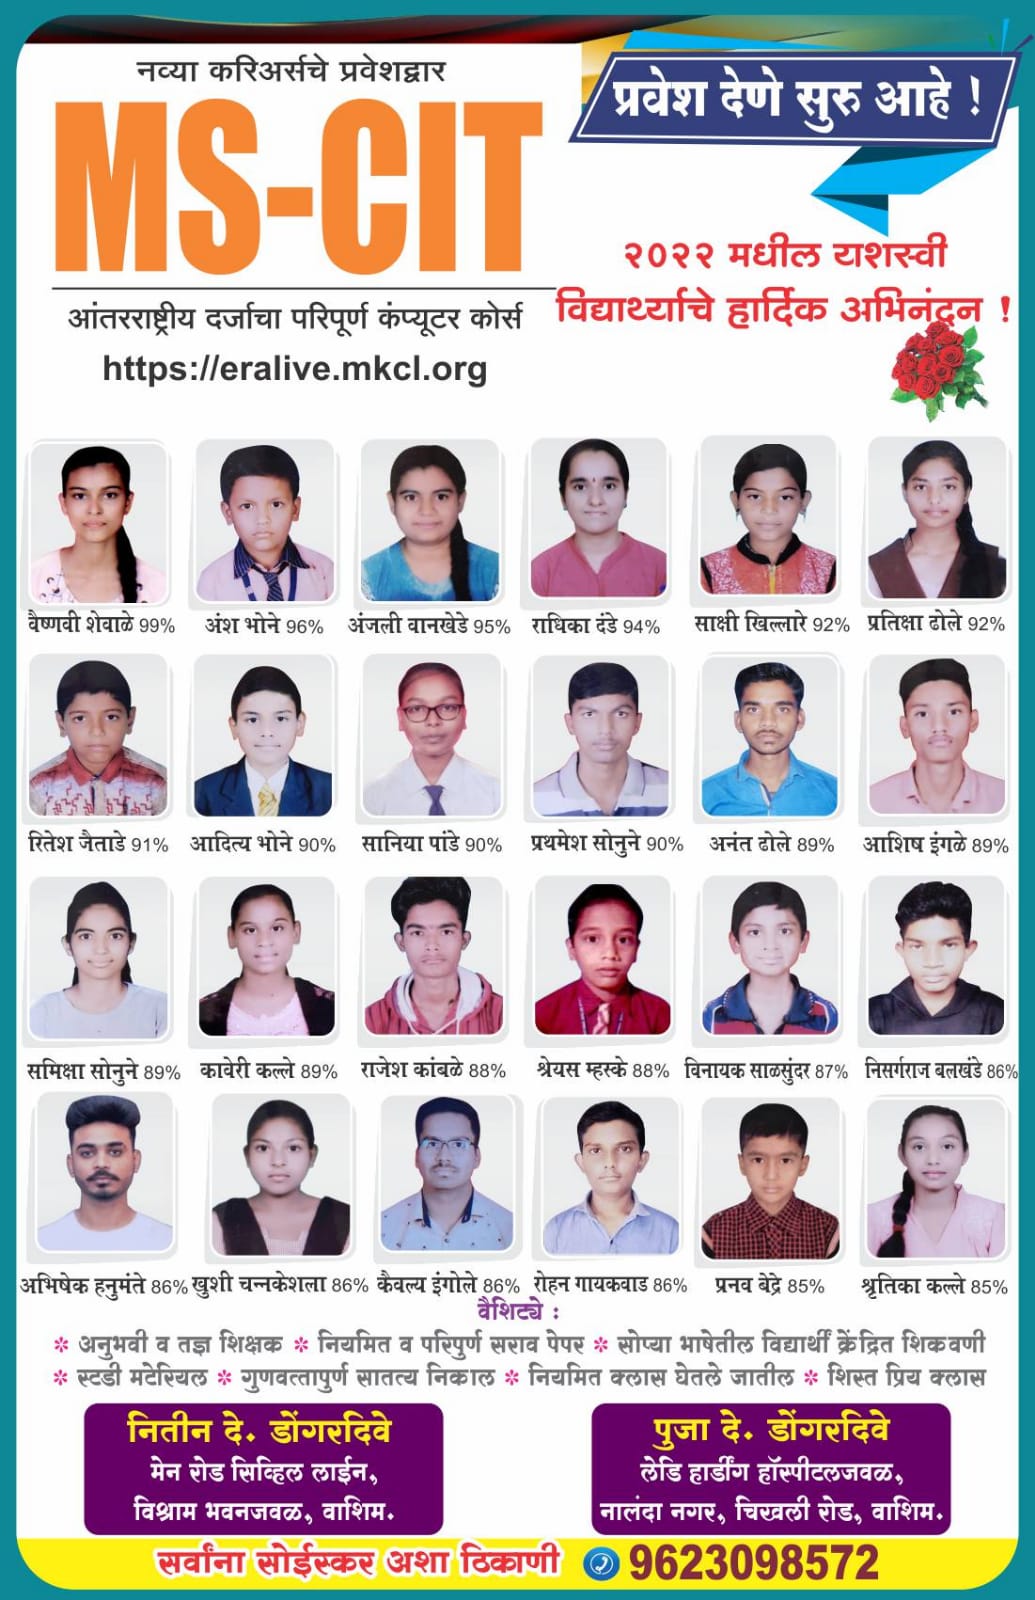 नव्या करिअर्सचे प्रवेशद्वार
प्रवेश देणे सुरु आहे !
MS-CIT
२०२२ मधील यशस्वी
विद्यार्थ्यांचे हार्दिक अभिनंदन !
आंतरराष्ट्रीय दर्जाचा परिपूर्ण कंप्यूटर कोर्स
https://eralive.mkcl.org
वैष्णवी शेवाळे 99% अंश भोने 96% अंजली वानखेडे 95% राधिका दंडे 94% साक्षी खिल्लारे 92% प्रतिक्षा ढोले 92%
रितेश जैताडे 91% आदित्य भोने 90% सानिया पांडे 90% प्रथमेश सोनुने 90% अनंत ढोले 89% आशिष इंगळे 89%
समिक्षा सोनुने 89% कावेरी कल्ले 89% राजेश कांबळे 88% श्रेयस म्हस्के 88% विनायक साळसुंदर 87% निसर्गराज बलखंडे 86%
अभिषेक हनुमंते 86% खुशी चन्नकेशला 86% कैवल्य इंगोले 86% रोहन गायकवाड 86% प्रनव बेद्रे 85% श्रृतिका कल्ले 85%
वैशिट्ये :
* अनुभवी व तज्ञ शिक्षक * नियमित व परिपुर्ण सराव पेपर * सोप्या भाषेतील विद्यार्थी क्रेंद्रित शिकवणी
* स्टडी मटेरियल * गुणवत्तापुर्ण सातत्य निकाल * नियमित क्लास घेतले जातील * शिस्त प्रिय क्लास
नितीन दे. डोंगरदिवे
मेन रोड सिव्हिल लाईन,
विश्राम भवनजवळ, वाशिम.
पुजा दे. डोंगरदिवे
लेडि हार्डींग हॉस्पीटलजवळ,
नालंदा नगर, चिखली रोड, वाशिम.
सर्वांना सोईस्कर अशा ठिकाणी 9623098572